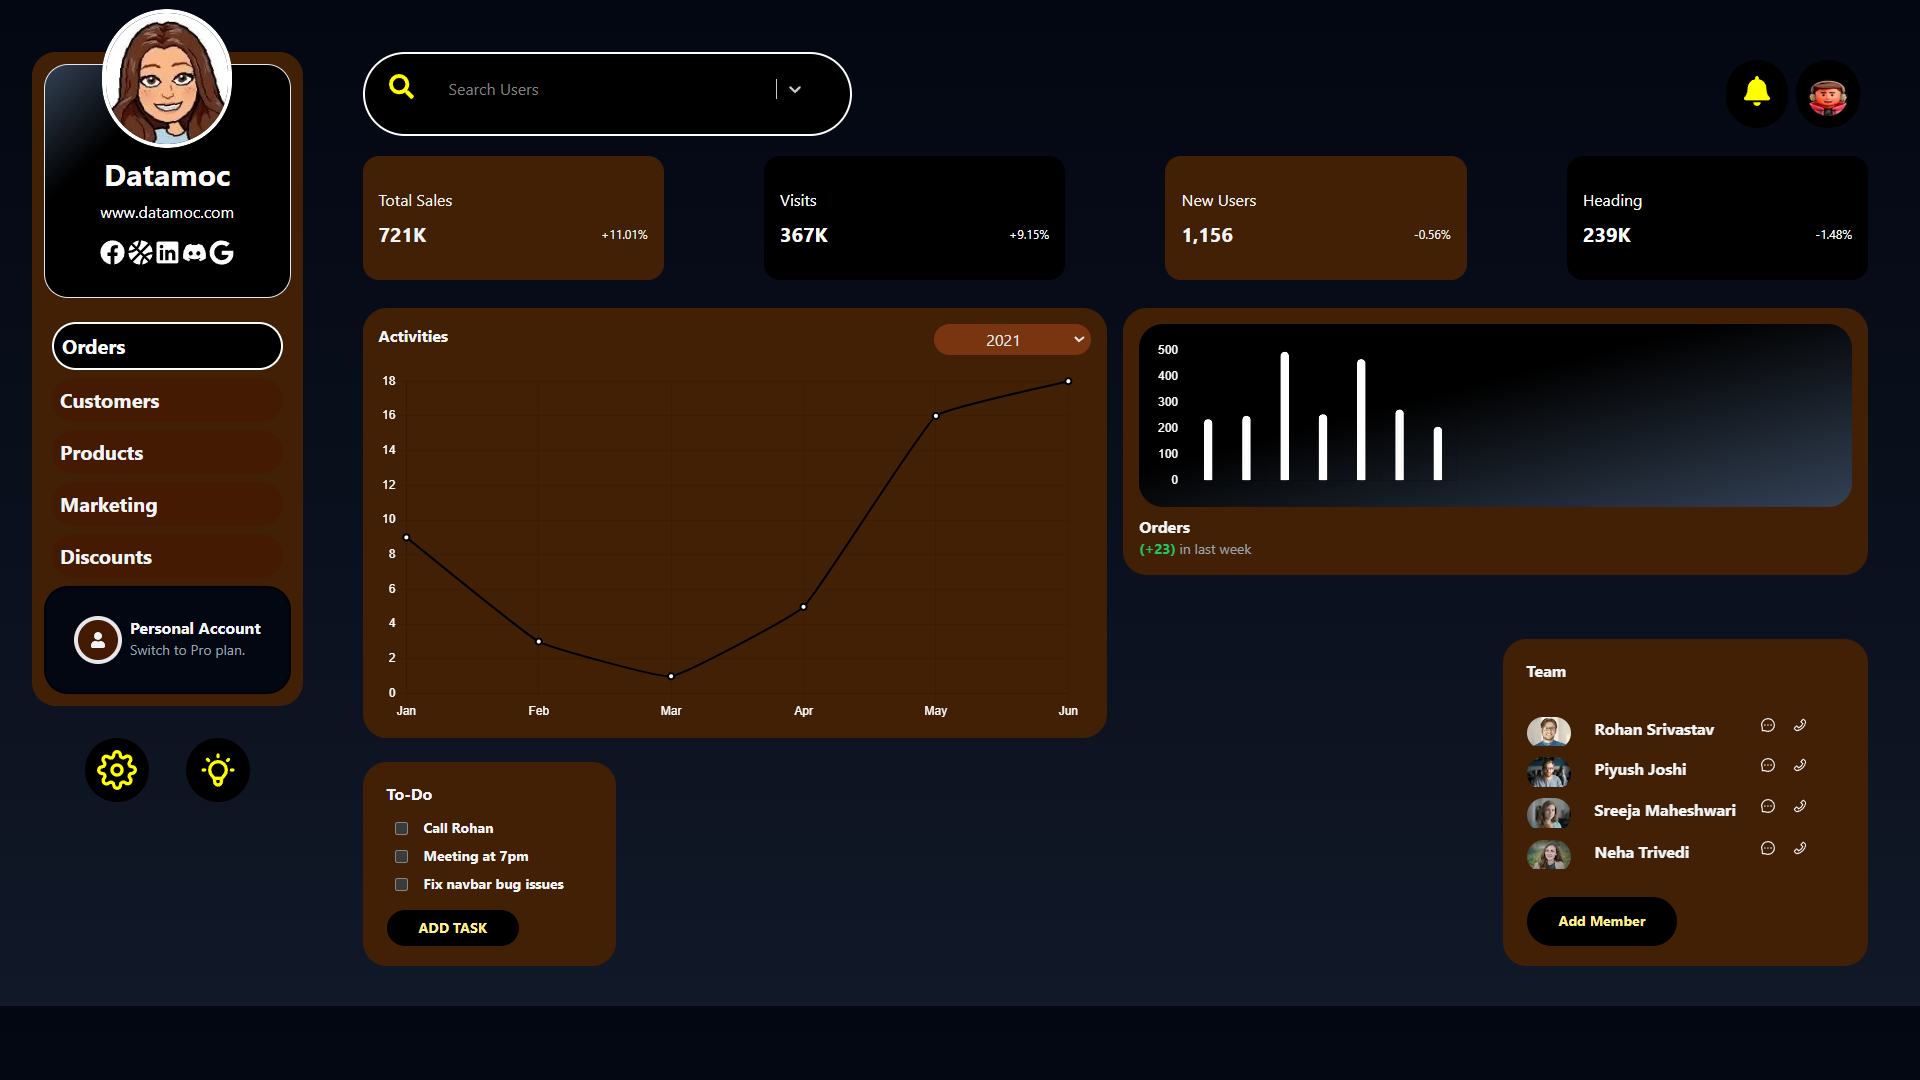 Datamoc
www.datamoc.com
Orders
Customers
Products
Marketing
Discounts
Personal Account
Switch to Pro plan.
Search Users
Total Sales
721K +11.01%
Visits
367K +9.15%
New Users
1,156 -0.56%
Heading
239K -1.48%
Activities
2021
18
16
14
12
10
8
6
4
2
0
Jan Feb Mar Apr May Jun
500
400
300
200
100
0
Orders
(+23) in last week
To-Do
Call Rohan
Meeting at 7pm
Fix navbar bug issues
ADD TASK
Team
Rohan Srivastav
Piyush Joshi
Sreeja Maheshwari
Neha Trivedi
Add Member